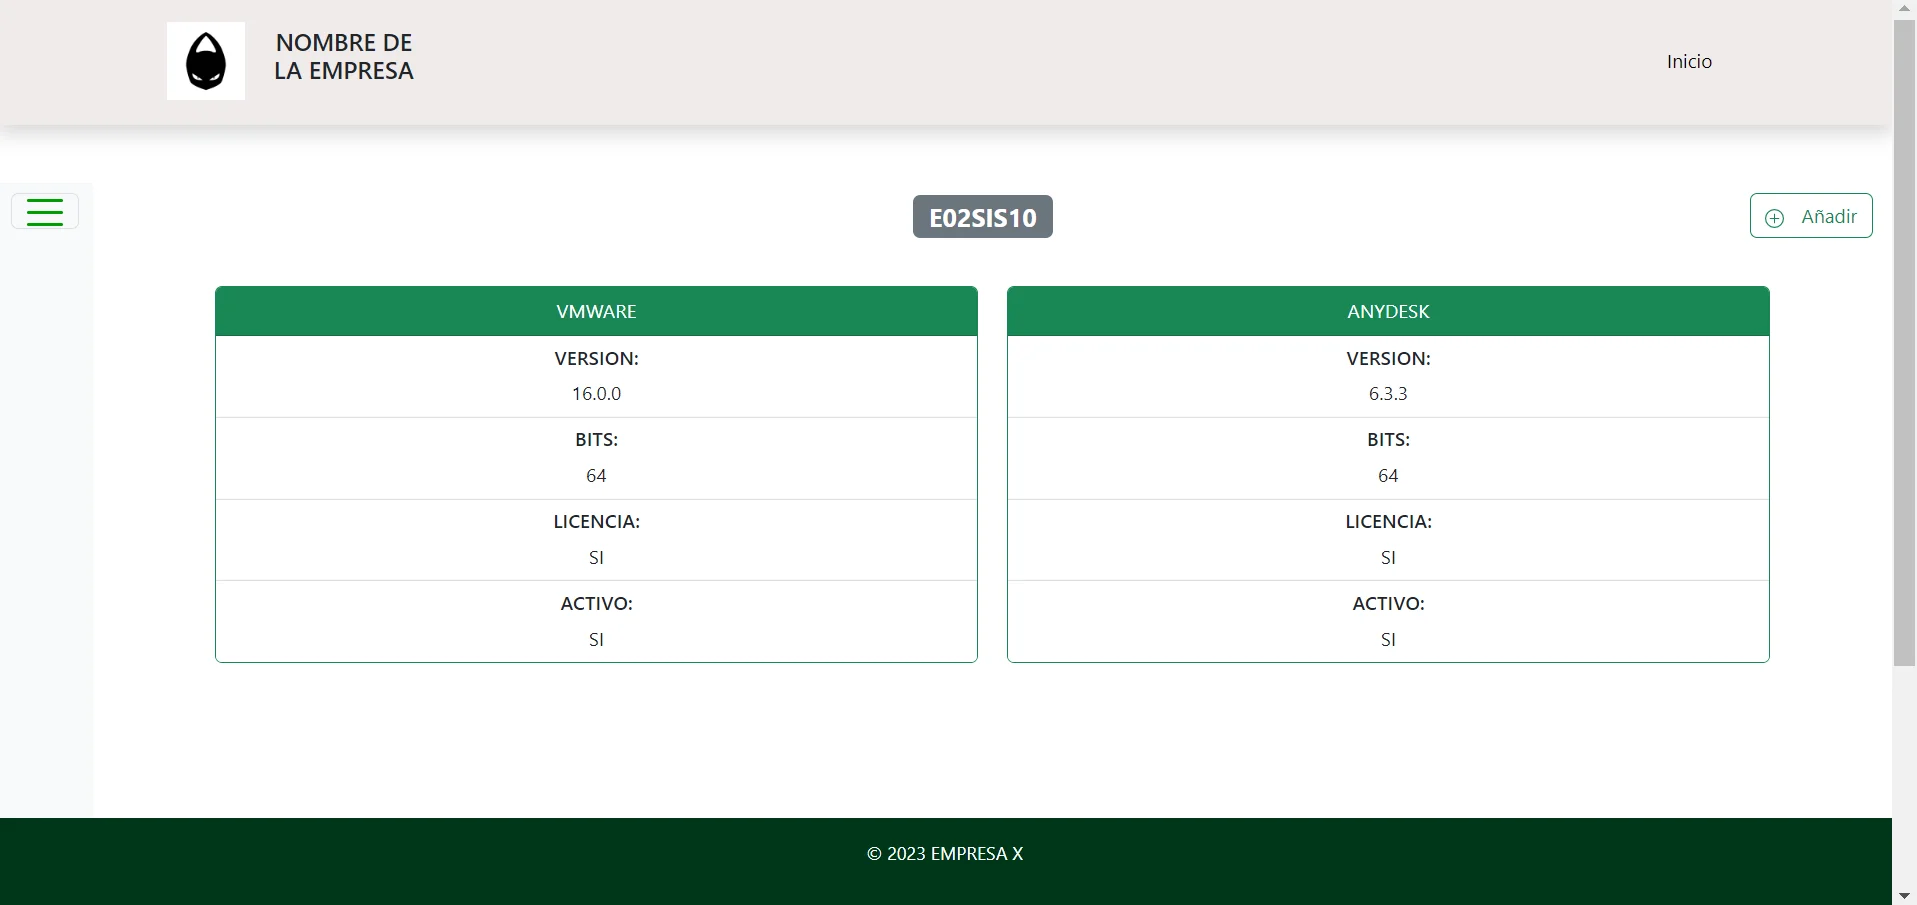 NOMBRE DE
LA EMPRESA
Inicio
E02SIS10
Añadir
VMWARE
VERSION:
16.0.0
BITS:
64
LICENCIA:
SI
ACTIVO:
SI
ANYDESK
VERSION:
6.3.3
BITS:
64
LICENCIA:
SI
ACTIVO:
SI
© 2023 EMPRESA X